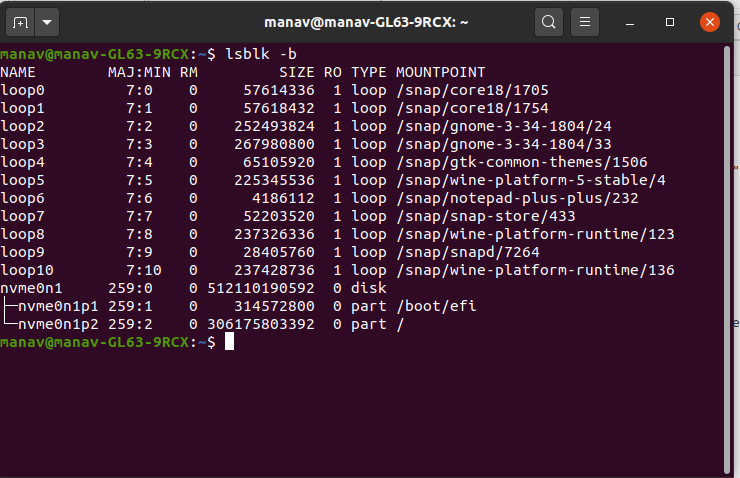 manav@manav-GL63-9RCX: ~
manav@manav-GL63-9RCX:~$ lsblk -b
NAME        MAJ:MIN RM         SIZE RO TYPE MOUNTPOINT
loop0         7:0    0     57614336  1 loop /snap/core18/1705
loop1         7:1    0     57618432  1 loop /snap/core18/1754
loop2         7:2    0    252493824  1 loop /snap/gnome-3-34-1804/24
loop3         7:3    0    267980800  1 loop /snap/gnome-3-34-1804/33
loop4         7:4    0     65105920  1 loop /snap/gtk-common-themes/1506
loop5         7:5    0    225345536  1 loop /snap/wine-platform-5-stable/4
loop6         7:6    0      4186112  1 loop /snap/notepad-plus-plus/232
loop7         7:7    0     52203520  1 loop /snap/snap-store/433
loop8         7:8    0    237326336  1 loop /snap/wine-platform-runtime/123
loop9         7:9    0     28405760  1 loop /snap/snapd/7264
loop10        7:10   0    237428736  1 loop /snap/wine-platform-runtime/136
nvme0n1     259:0    0 512110190592  0 disk
├─nvme0n1p1 259:1    0    314572800  0 part /boot/efi
└─nvme0n1p2 259:2    0 306175803392  0 part /
manav@manav-GL63-9RCX:~$